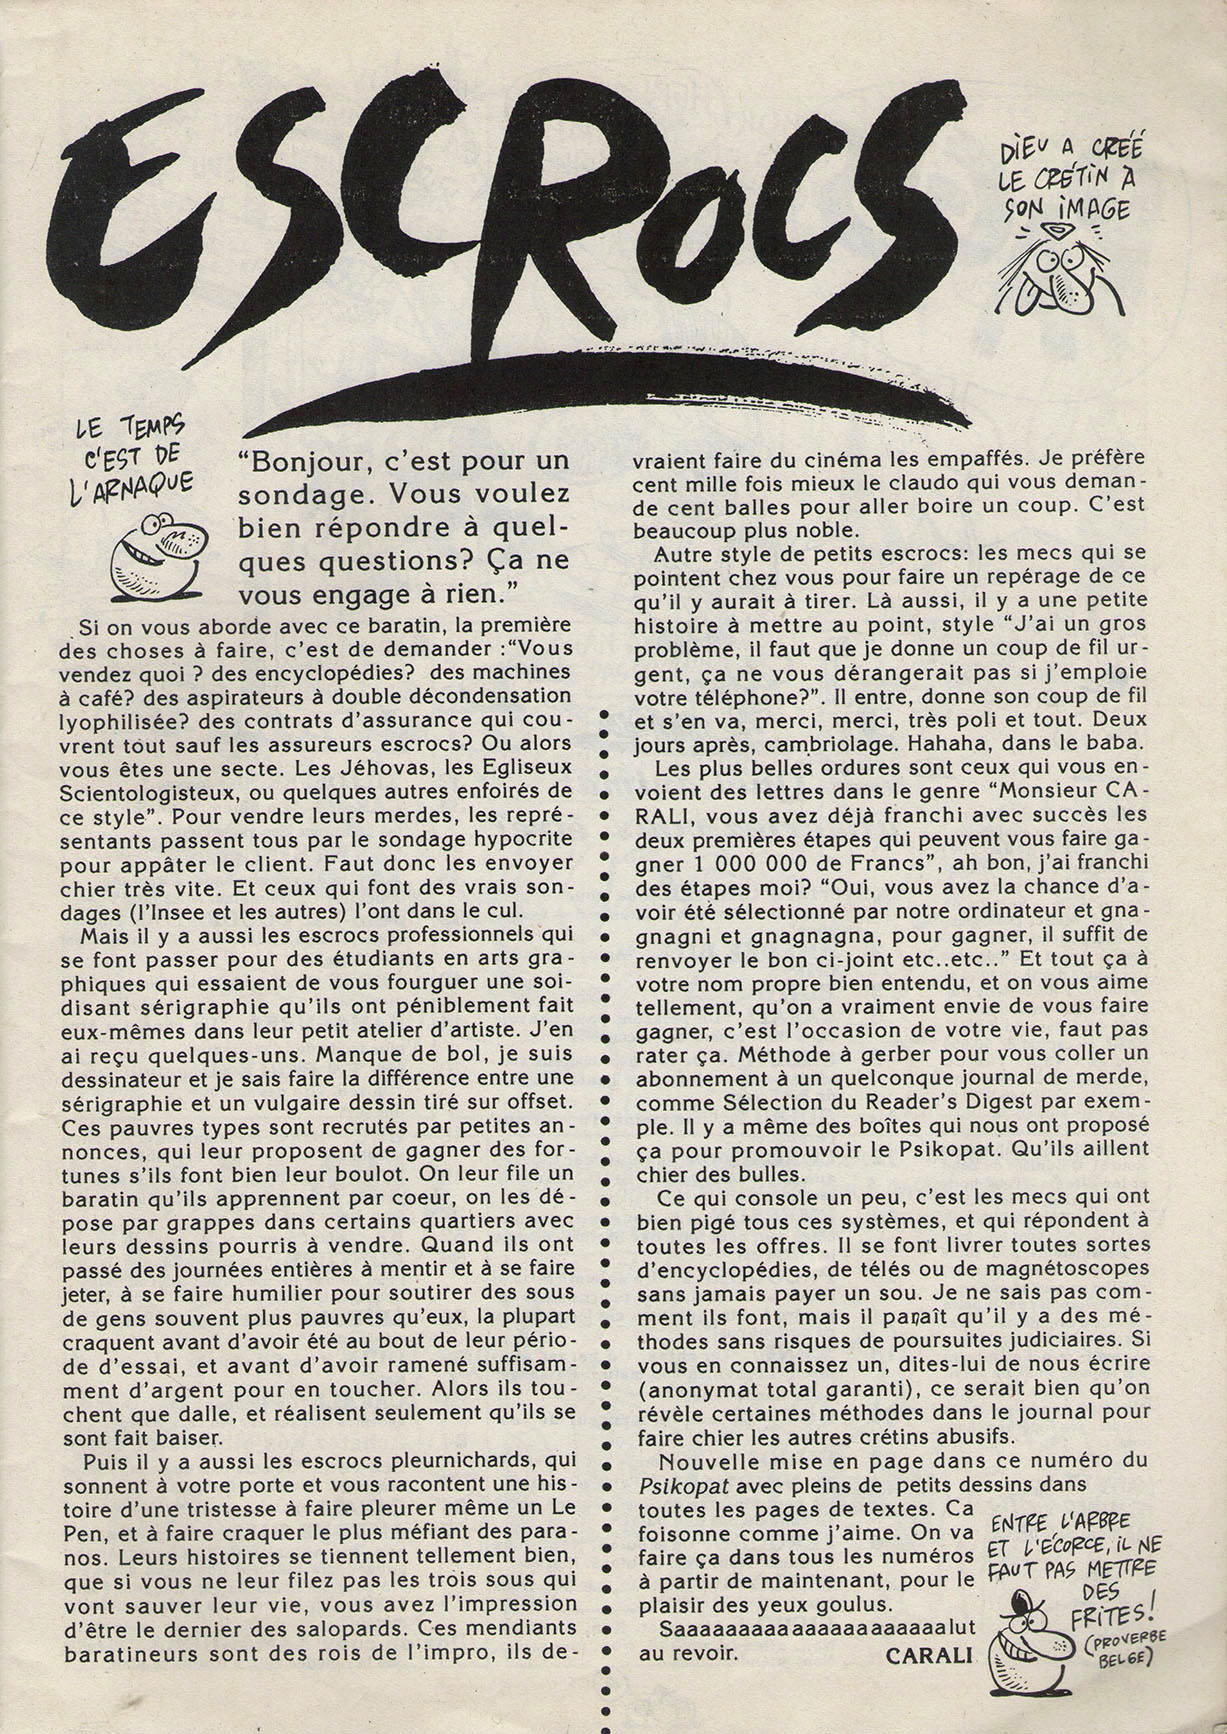 ESCROCS
DIEU A CRÉÉ
LE CRÉTIN À
SON IMAGE
LE TEMPS
C'EST DE
L'ARNAQUE
“Bonjour, c’est pour un
sondage. Vous voulez
bien répondre à quel-
ques questions? Ça ne
vous engage à rien.”
Si on vous aborde avec ce baratin, la première
des choses à faire, c’est de demander :“Vous
vendez quoi ? des encyclopédies? des machines
à café? des aspirateurs à double décondensation
lyophilisée? des contrats d’assurance qui cou-
vrent tout sauf les assureurs escrocs? Ou alors
vous êtes une secte. Les Jéhovas, les Egliseux
Scientologisteux, ou quelques autres enfoirés de
ce style”. Pour vendre leurs merdes, les repré-
sentants passent tous par le sondage hypocrite
pour appâter le client. Faut donc les envoyer
chier très vite. Et ceux qui font des vrais son-
dages (l’Insee et les autres) l’ont dans le cul.
Mais il y a aussi les escrocs professionnels qui
se font passer pour des étudiants en arts gra-
phiques qui essaient de vous fourguer une soi-
disant sérigraphie qu’ils ont péniblement fait
eux-mêmes dans leur petit atelier d’artiste. J’en
ai reçu quelques-uns. Manque de bol, je suis
dessinateur et je sais faire la différence entre une
sérigraphie et un vulgaire dessin tiré sur offset.
Ces pauvres types sont recrutés par petites an-
nonces, qui leur proposent de gagner des for-
tunes s’ils font bien leur boulot. On leur file un
baratin qu’ils apprennent par coeur, on les dé-
pose par grappes dans certains quartiers avec
leurs dessins pourris à vendre. Quand ils ont
passé des journées entières à mentir et à se faire
jeter, à se faire humilier pour soutirer des sous
de gens souvent plus pauvres qu’eux, la plupart
craquent avant d’avoir été au bout de leur pério-
de d’essai, et avant d’avoir ramené suffisam-
ment d’argent pour en toucher. Alors ils tou-
chent que dalle, et réalisent seulement qu’ils se
sont fait baiser.
Puis il y a aussi les escrocs pleurnichards, qui
sonnent à votre porte et vous racontent une his-
toire d’une tristesse à faire pleurer même un Le
Pen, et à faire craquer le plus méfiant des para-
nos. Leurs histoires se tiennent tellement bien,
que si vous ne leur filez pas les trois sous qui
vont sauver leur vie, vous avez l’impression
d’être le dernier des salopards. Ces mendiants
baratineurs sont des rois de l’impro, ils de-
vraient faire du cinéma les empaffés. Je préfère
cent mille fois mieux le claudo qui vous deman-
de cent balles pour aller boire un coup. C’est
beaucoup plus noble.
Autre style de petits escrocs: les mecs qui se
pointent chez vous pour faire un repérage de ce
qu’il y aurait à tirer. Là aussi, il y a une petite
histoire à mettre au point, style “J’ai un gros
problème, il faut que je donne un coup de fil ur-
gent, ça ne vous dérangerait pas si j’emploie
votre téléphone?”. Il entre, donne son coup de fil
et s’en va, merci, merci, très poli et tout. Deux
jours après, cambriolage. Hahaha, dans le baba.
Les plus belles ordures sont ceux qui vous en-
voient des lettres dans le genre “Monsieur CA-
RALI, vous avez déjà franchi avec succès les
deux premières étapes qui peuvent vous faire ga-
gner 1 000 000 de Francs”, ah bon, j’ai franchi
des étapes moi? “Oui, vous avez la chance d’a-
voir été sélectionné par notre ordinateur et gna-
gnagni et gnagnagna, pour gagner, il suffit de
renvoyer le bon ci-joint etc..etc..” Et tout ça à
votre nom propre bien entendu, et on vous aime
tellement, qu’on a vraiment envie de vous faire
gagner, c’est l’occasion de votre vie, faut pas
rater ça. Méthode à gerber pour vous coller un
abonnement à un quelconque journal de merde,
comme Sélection du Reader’s Digest par exem-
ple. Il y a même des boîtes qui nous ont proposé
ça pour promouvoir le Psikopat. Qu’ils aillent
chier des bulles.
Ce qui console un peu, c’est les mecs qui ont
bien pigé tous ces systèmes, et qui répondent à
toutes les offres. Il se font livrer toutes sortes
d’encyclopédies, de télés ou de magnétoscopes
sans jamais payer un sou. Je ne sais pas com-
ment ils font, mais il paraît qu’il y a des mé-
thodes sans risques de poursuites judiciaires. Si
vous en connaissez un, dites-lui de nous écrire
(anonymat total garanti), ce serait bien qu’on
révèle certaines méthodes dans le journal pour
faire chier les autres crétins abusifs.
Nouvelle mise en page dans ce numéro du
Psikopat avec pleins de petits dessins dans
toutes les pages de textes. Ca
foisonne comme j’aime. On va
faire ça dans tous les numéros
à partir de maintenant, pour le
plaisir des yeux goulus.
Saaaaaaaaaaaaaaaaaaaaalut
au revoir. CARALI
ENTRE L'ARBRE
ET L'ÉCORCE, IL NE
FAUT PAS METTRE
DES
FRITES!
(PROVERBE
BELGE)